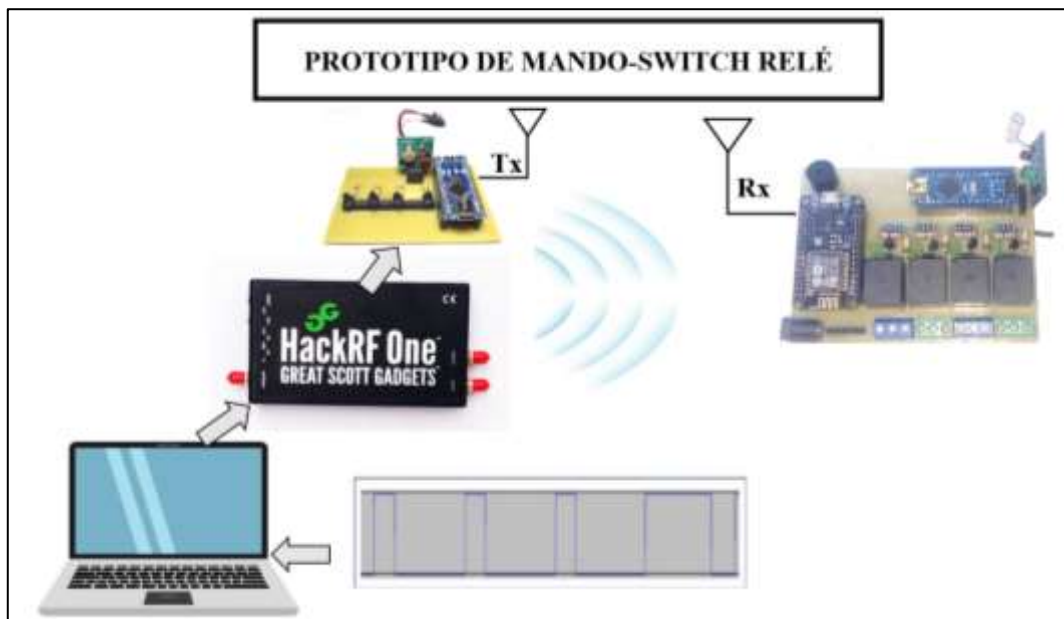 PROTOTIPO DE MANDO-SWITCH RELÉ
Tx
Rx
CE
HackRF One
GREAT SCOTT GADGETS